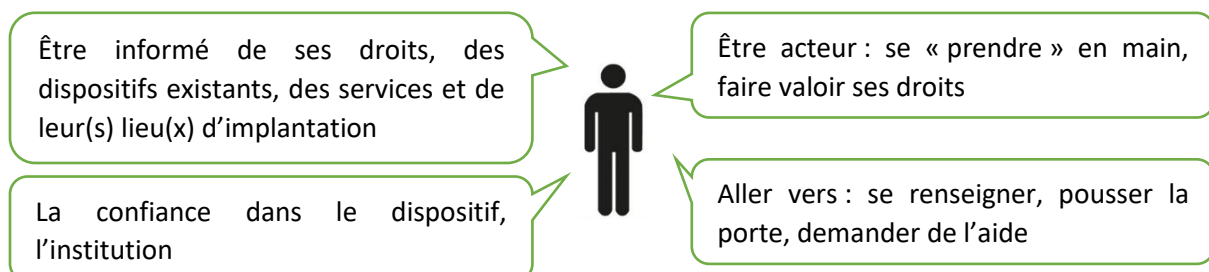 Être informé de ses droits, des
dispositifs existants, des services et de
leur(s) lieu(x) d’implantation
La confiance dans le dispositif,
l’institution
Être acteur : se « prendre » en main,
faire valoir ses droits
Aller vers : se renseigner, pousser la
porte, demander de l’aide